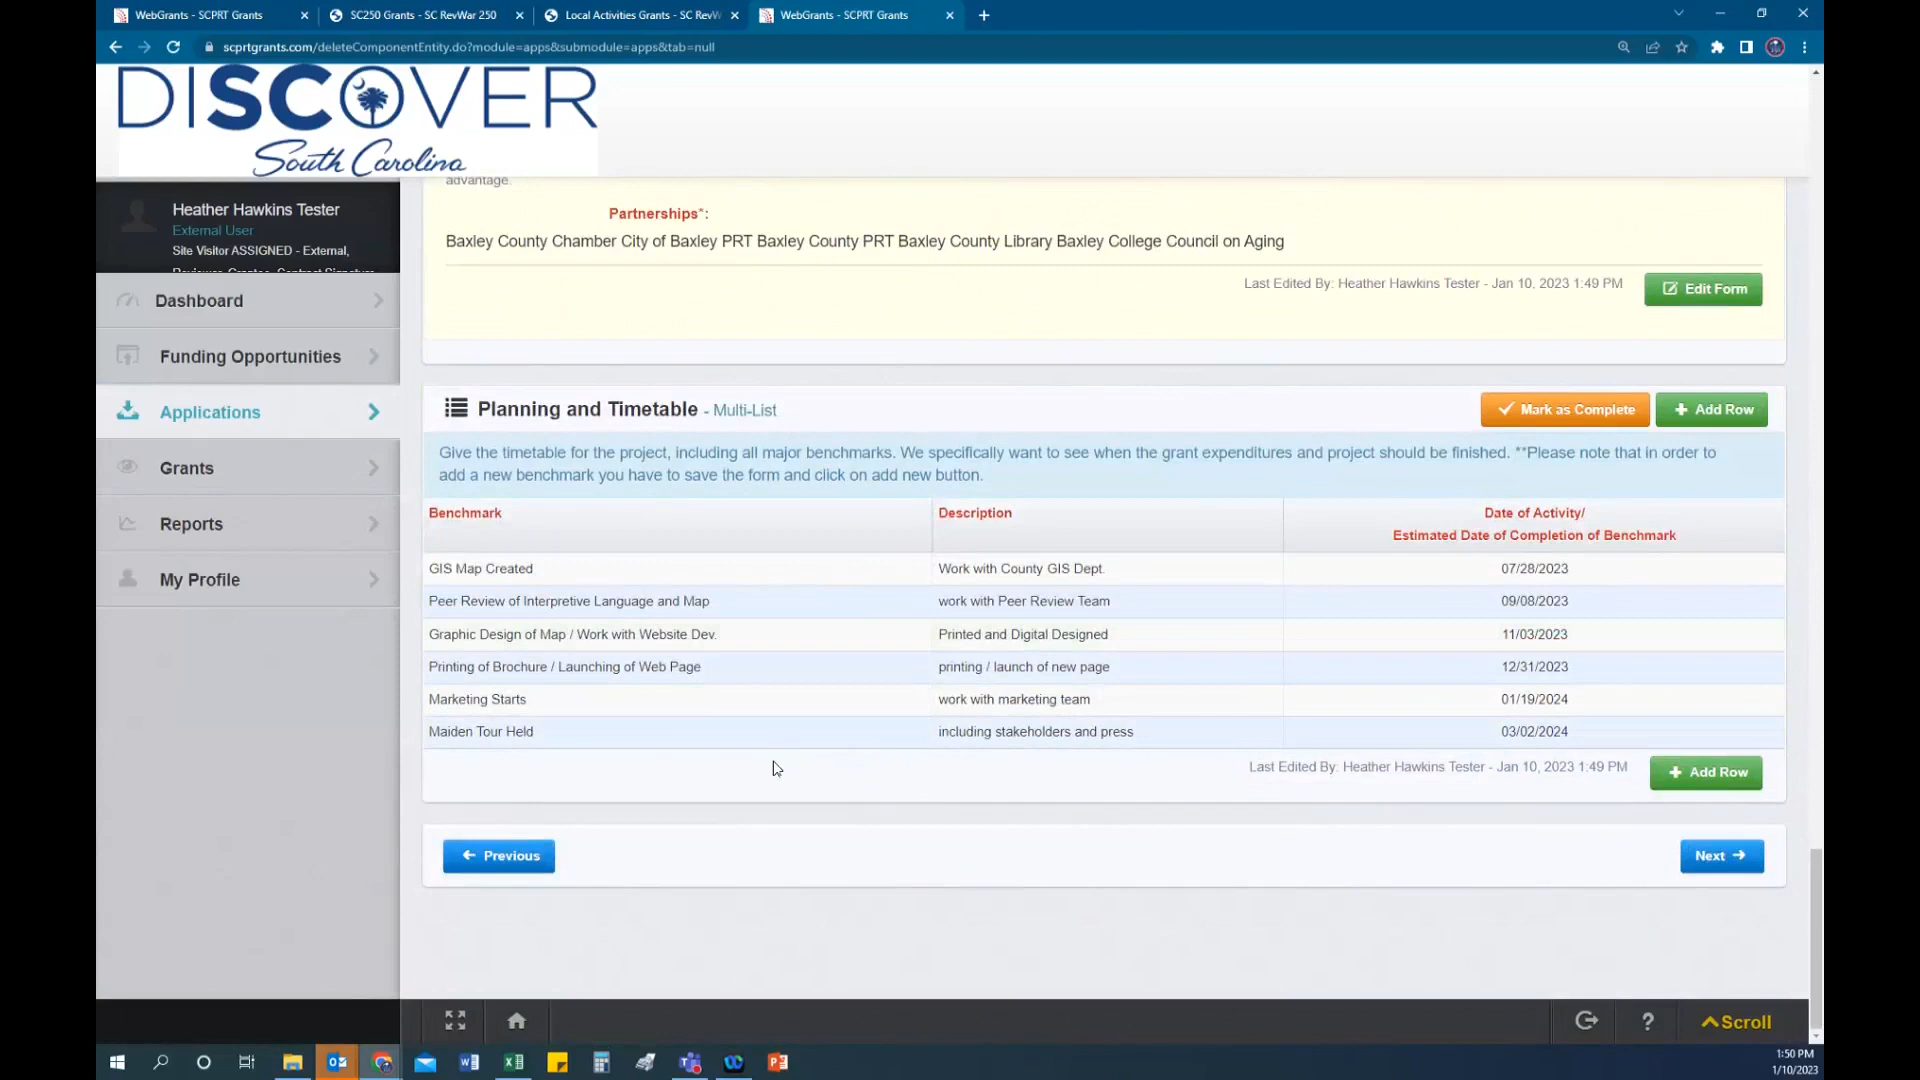 WebGrants - SCPRT Grants
SC250 Grants - SC RevWar 250
Local Activities Grants - SC RevW
WebGrants - SCPRT Grants
scprtgrants.com/deleteComponentEntity.do?module=apps&submodule=apps&tab=null
DISCOVER
South Carolina
Heather Hawkins Tester
External User
Site Visitor ASSIGNED - External,
Reviewer, Grantee, Contract Signature
Dashboard
Funding Opportunities
Applications
Grants
Reports
My Profile
advantage.
Partnerships*:
Baxley County Chamber City of Baxley PRT Baxley County PRT Baxley County Library Baxley College Council on Aging
Last Edited By: Heather Hawkins Tester - Jan 10, 2023 1:49 PM
Edit Form
Planning and Timetable - Multi-List
Mark as Complete
Add Row
Give the timetable for the project, including all major benchmarks. We specifically want to see when the grant expenditures and project should be finished. **Please note that in order to
add a new benchmark you have to save the form and click on add new button.
Benchmark Description Date of Activity/
Estimated Date of Completion of Benchmark
GIS Map Created Work with County GIS Dept. 07/28/2023
Peer Review of Interpretive Language and Map work with Peer Review Team 09/08/2023
Graphic Design of Map / Work with Website Dev. Printed and Digital Designed 11/03/2023
Printing of Brochure / Launching of Web Page printing / launch of new page 12/31/2023
Marketing Starts work with marketing team 01/19/2024
Maiden Tour Held including stakeholders and press 03/02/2024
Last Edited By: Heather Hawkins Tester - Jan 10, 2023 1:49 PM
Add Row
Previous
Next
Scroll
1:50 PM
1/10/2023